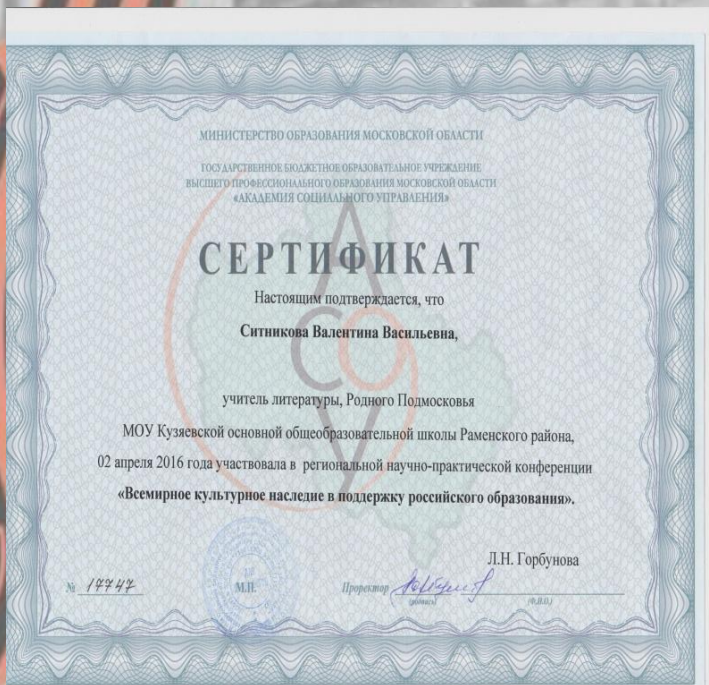 МИНИСТЕРСТВО ОБРАЗОВАНИЯ МОСКОВСКОЙ ОБЛАСТИ
ГОСУДАРСТВЕННОЕ БЮДЖЕТНОЕ ОБРАЗОВАТЕЛЬНОЕ УЧРЕЖДЕНИЕ
ВЫСШЕГО ПРОФЕССИОНАЛЬНОГО ОБРАЗОВАНИЯ МОСКОВСКОЙ ОБЛАСТИ
«АКАДЕМИЯ СОЦИАЛЬНОГО УПРАВЛЕНИЯ»
АСОУ
СЕРТИФИКАТ
Настоящим подтверждается, что
Ситникова Валентина Васильевна,
учитель литературы, Родного Подмосковья
МОУ Кузяевской основной общеобразовательной школы Раменского района,
02 апреля 2016 года участвовала в региональной научно-практической конференции
«Всемирное культурное наследие в поддержку российского образования».
Л.Н. Горбунова
№ 17747 М.П. Проректор
(подпись) (Ф.И.О.)